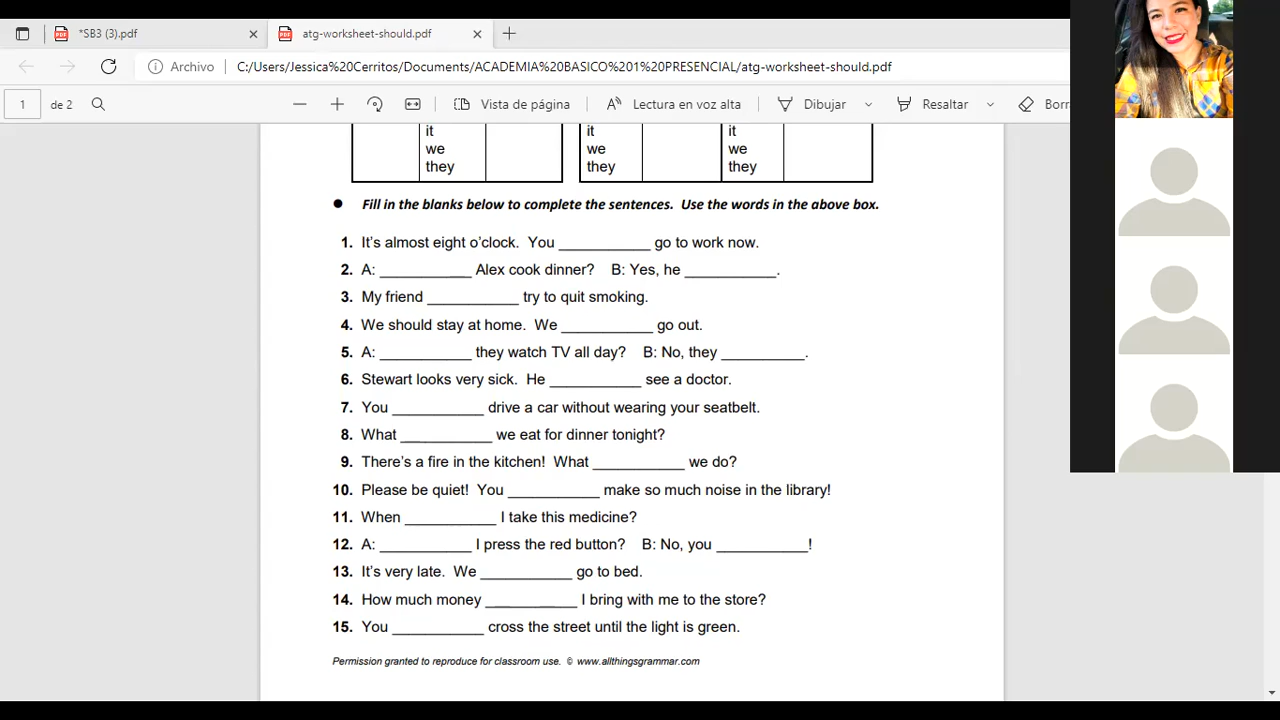 *SB3 (3).pdf
atg-worksheet-should.pdf
Archivo
C:/Users/Jessica%20Cerritos/Documents/ACADEMIA%20BASICO%201%20PRESENCIAL/atg-worksheet-should.pdf
1 de 2
Vista de página
Lectura en voz alta
Dibujar
Resaltar
Borr
it it it
we we we
they they they
● Fill in the blanks below to complete the sentences. Use the words in the above box.
1. It's almost eight o'clock. You ___________ go to work now.
2. A: ___________ Alex cook dinner? B: Yes, he ___________.
3. My friend ___________ try to quit smoking.
4. We should stay at home. We ___________ go out.
5. A: ___________ they watch TV all day? B: No, they __________.
6. Stewart looks very sick. He ___________ see a doctor.
7. You ___________ drive a car without wearing your seatbelt.
8. What ___________ we eat for dinner tonight?
9. There's a fire in the kitchen! What ___________ we do?
10. Please be quiet! You ___________ make so much noise in the library!
11. When ___________ I take this medicine?
12. A: ___________ I press the red button? B: No, you ___________!
13. It's very late. We ___________ go to bed.
14. How much money ___________ I bring with me to the store?
15. You ___________ cross the street until the light is green.
Permission granted to reproduce for classroom use. © www.allthingsgrammar.com